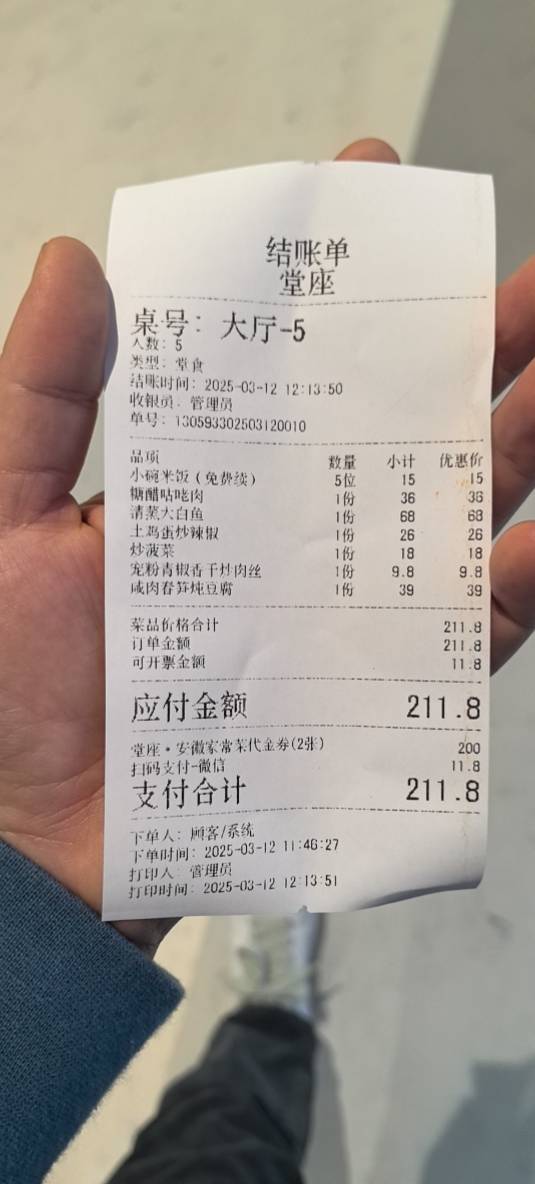 结账单
堂座
桌号: 大厅-5
人数: 5
类型: 堂食
结账时间: 2025-03-12 12:13:50
收银员: 管理员
单号: 130593302503120010
品项 数量 小计 优惠价
小碗米饭(免费续) 5位 15 15
糖醋咕咾肉 1份 36 36
清蒸大白鱼 1份 68 68
土鸡蛋炒辣椒 1份 26 26
炒菠菜 1份 18 18
宠粉青椒香干炒肉丝 1份 9.8 9.8
咸肉春笋炖豆腐 1份 39 39
菜品价格合计 211.8
订单金额 211.8
可开票金额 11.8
应付金额 211.8
堂座·安徽家常菜代金券(2张) 200
扫码支付-微信 11.8
支付合计 211.8
下单人: 顾客/系统
下单时间: 2025-03-12 11:46:27
打印人: 管理员
打印时间: 2025-03-12 12:13:51